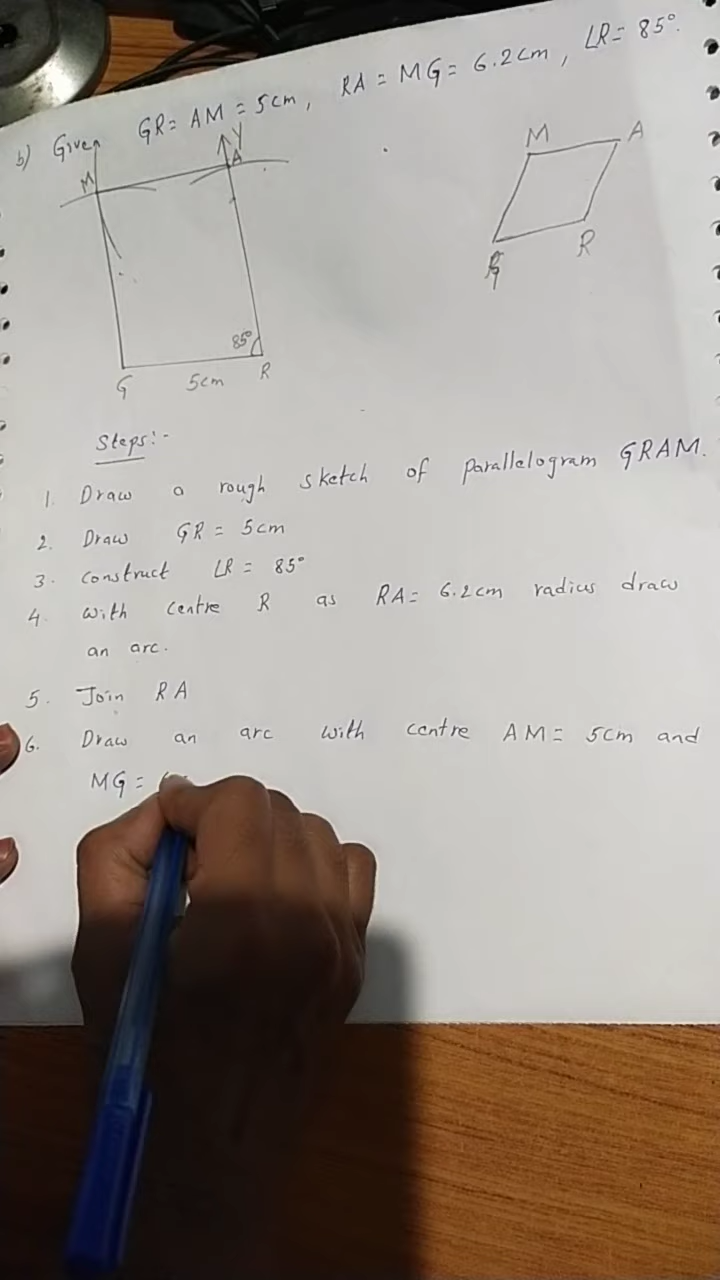 b) Given GR = AM = 5cm, RA = MG = 6.2cm, ∠R = 85°.
Y
M A
M A
85°
R
G 5cm R
Steps:-
1. Draw a rough sketch of parallelogram GRAM.
2. Draw GR = 5cm
3. construct ∠R = 85°
4. with centre R as RA = 6.2cm radius draw
an arc.
5. Join RA
6. Draw an arc with centre AM = 5cm and
MG =